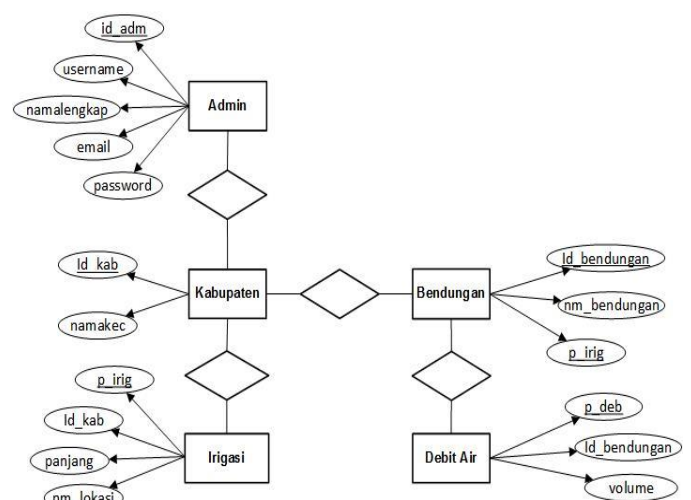 id_adm
username
Admin
namalengkap
email
password
Id_kab
Kabupaten
namakec
Bendungan
Id_bendungan
nm_bendungan
p_irig
p_irig
Id_kab
panjang
nm_lokasi
Irigasi
Debit Air
p_deb
Id_bendungan
volume